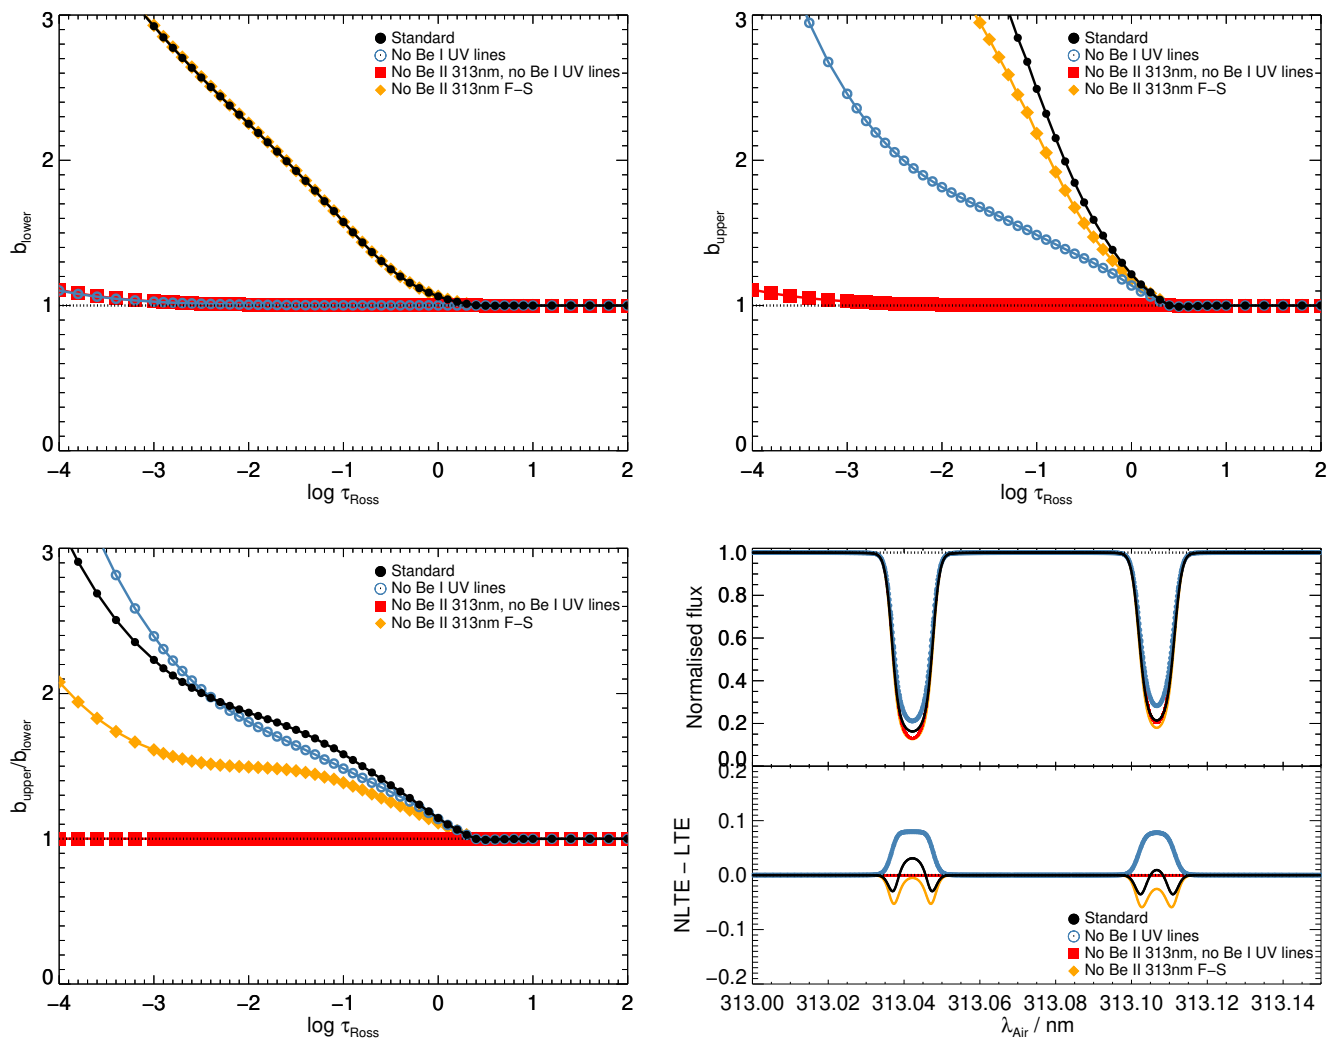 3
2
1
0
b_lower
Standard
No Be I UV lines
No Be II 313nm, no Be I UV lines
No Be II 313nm F−S
−4 −3 −2 −1 0 1 2
log τ_Ross
3
2
1
0
b_upper
Standard
No Be I UV lines
No Be II 313nm, no Be I UV lines
No Be II 313nm F−S
−4 −3 −2 −1 0 1 2
log τ_Ross
3
2
1
0
b_upper/b_lower
Standard
No Be I UV lines
No Be II 313nm, no Be I UV lines
No Be II 313nm F−S
−4 −3 −2 −1 0 1 2
log τ_Ross
1.0
0.8
0.6
0.4
0.2
0.0
Normalised flux
0.2
0.1
0.0
−0.1
−0.2
NLTE − LTE
Standard
No Be I UV lines
No Be II 313nm, no Be I UV lines
No Be II 313nm F−S
313.00 313.02 313.04 313.06 313.08 313.10 313.12 313.14
λ_Air / nm